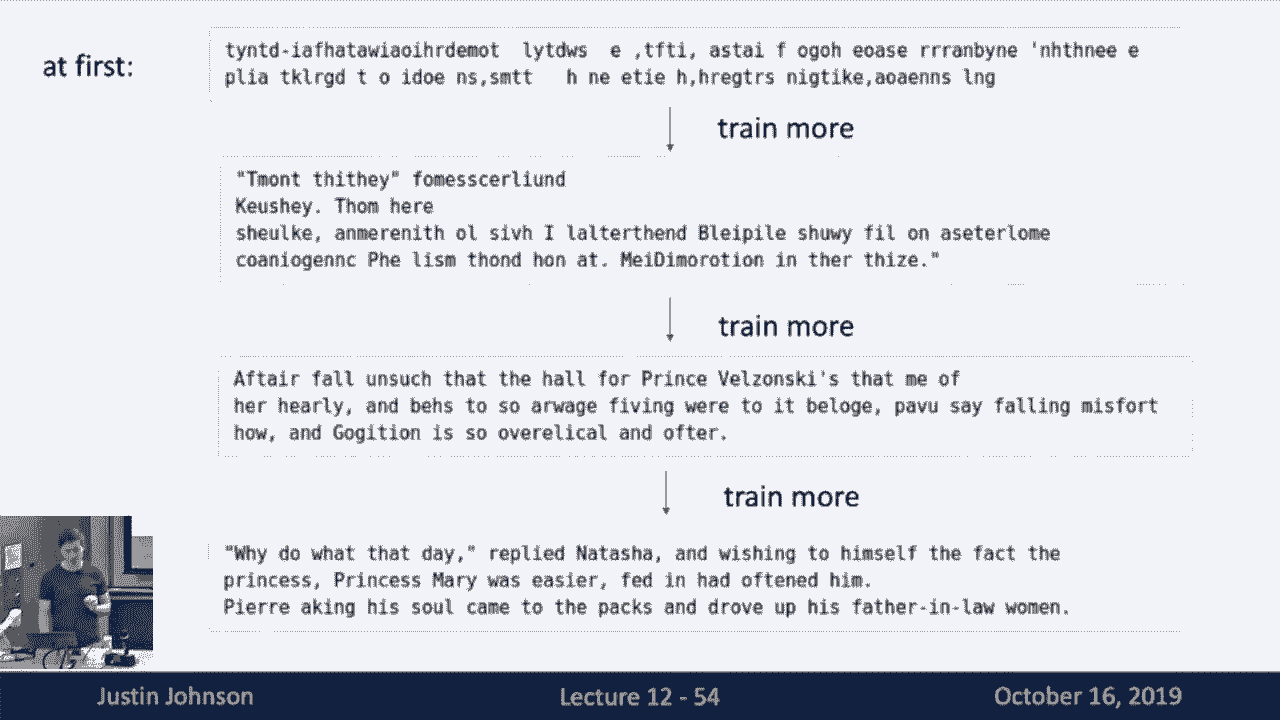 at first:
tyntd-iafhatawiaoihrdemot lytdws e ,tfti, astai f ogoh eoase rrranbyne 'nhthnee e
plia tklrgd t o idoe ns,smtt h ne etie h,hregtrs nigtike,aoaenns lng
train more
"Tmont thithey" fomesscerliund
Keushey. Thom here
sheulke, anmerenith ol sivh I lalterthend Bleipile shuwy fil on aseterlome
coaniogennc Phe lism thond hon at. MeiDimorotion in ther thize."
train more
Aftair fall unsuch that the hall for Prince Velzonski's that me of
her hearly, and behs to so arwage fiving were to it beloge, pavu say falling misfort
how, and Gogition is so overelical and ofter.
train more
"Why do what that day," replied Natasha, and wishing to himself the fact the
princess, Princess Mary was easier, fed in had oftened him.
Pierre aking his soul came to the packs and drove up his father-in-law women.
Justin Johnson
Lecture 12 - 54
October 16, 2019